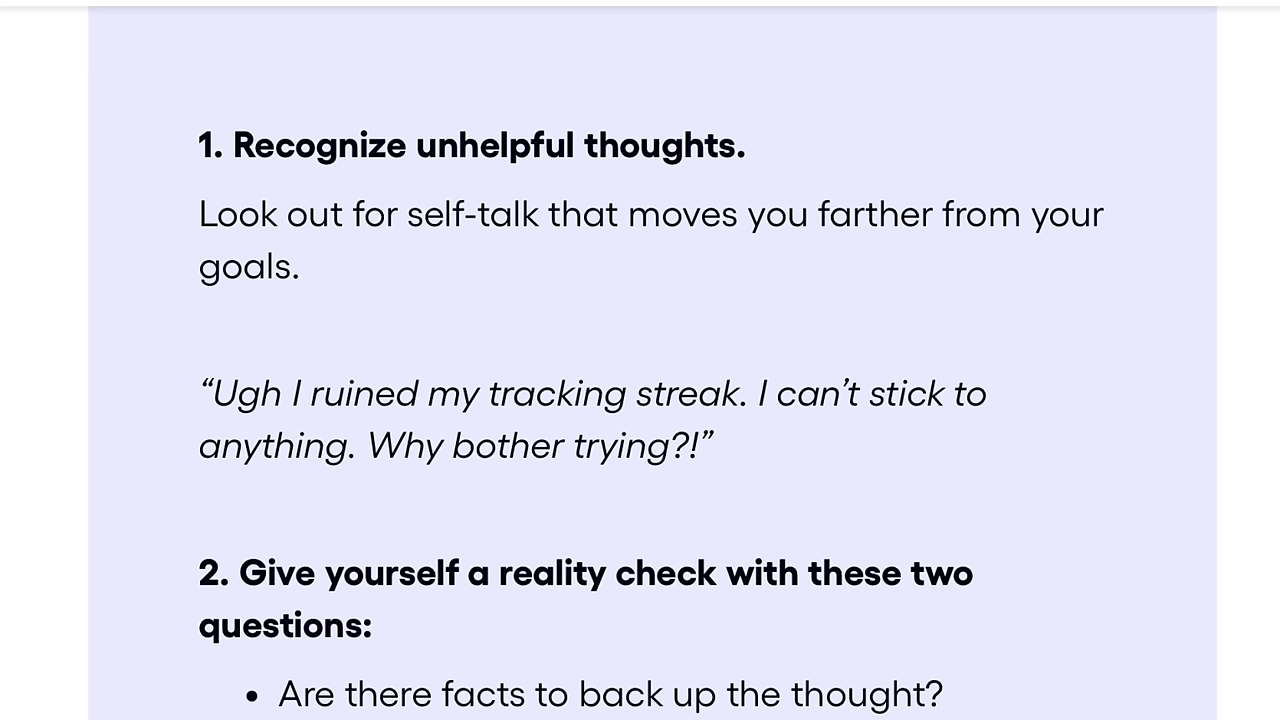 1. Recognize unhelpful thoughts.
Look out for self-talk that moves you farther from your
goals.
“Ugh I ruined my tracking streak. I can’t stick to
anything. Why bother trying?!”
2. Give yourself a reality check with these two
questions:
• Are there facts to back up the thought?